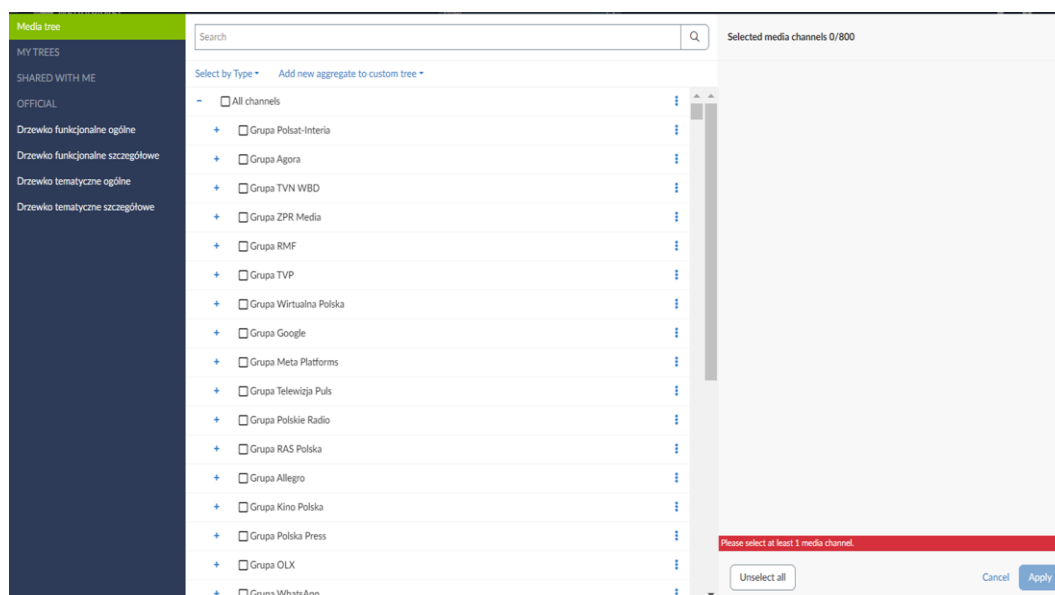 Media tree
MY TREES
SHARED WITH ME
OFFICIAL
Drzewko funkcjonalne ogólne
Drzewko funkcjonalne szczegółowe
Drzewko tematyczne ogólne
Drzewko tematyczne szczegółowe
Search
Select by Type Add new aggregate to custom tree
- All channels
+ Grupa Polsat-Interia
+ Grupa Agora
+ Grupa TVN WBD
+ Grupa ZPR Media
+ Grupa RMF
+ Grupa TVP
+ Grupa Wirtualna Polska
+ Grupa Google
+ Grupa Meta Platforms
+ Grupa Telewizja Puls
+ Grupa Polskie Radio
+ Grupa RAS Polska
+ Grupa Allegro
+ Grupa Kino Polska
+ Grupa Polska Press
+ Grupa OLX
+ Grupa WhatsApp
Selected media channels 0/800
Please select at least 1 media channel.
Unselect all Cancel Apply